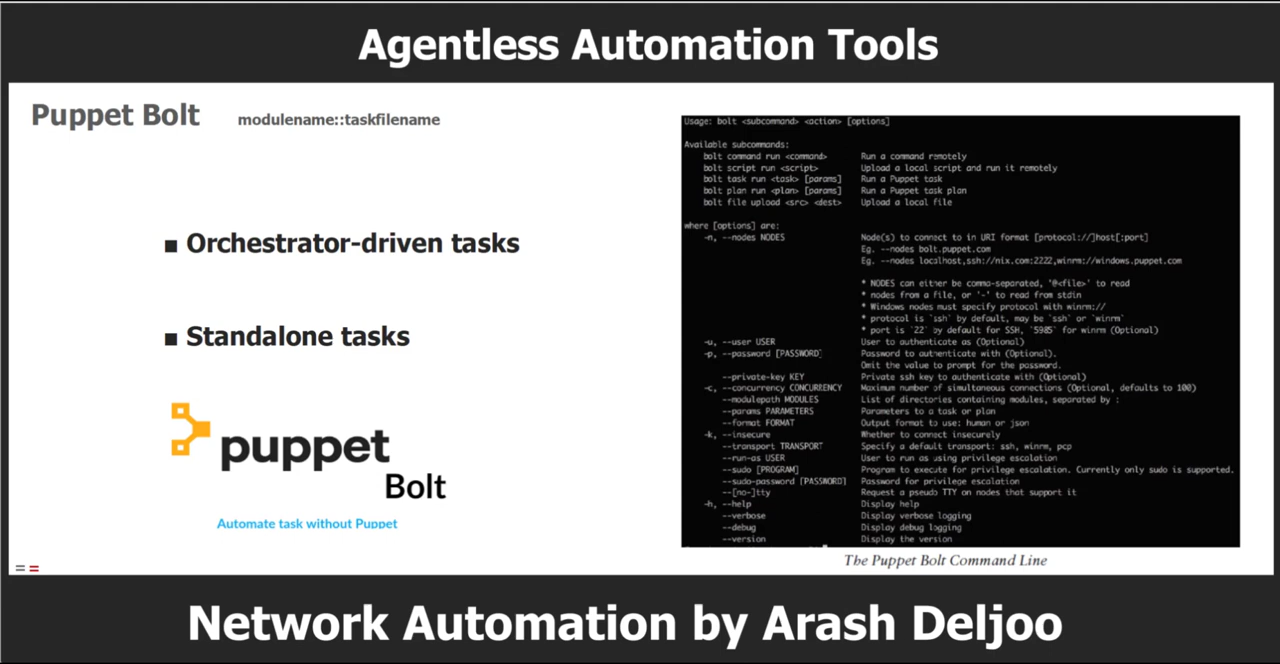 Agentless Automation Tools
Puppet Bolt
modulename::taskfilename
■ Orchestrator-driven tasks
■ Standalone tasks
puppet
Bolt
Automate task without Puppet
Usage: bolt <subcommand> <action> [options]
Available subcommands:
bolt command run <command> Run a command remotely
bolt script run <script> Upload a local script and run it remotely
bolt task run <task> [params] Run a Puppet task
bolt plan run <plan> [params] Run a Puppet task plan
bolt file upload <src> <dest> Upload a local file
where [options] are:
-n, --nodes NODES Node(s) to connect to in URI format [protocol://]host[:port]
Eg. --nodes bolt.puppet.com
Eg. --nodes localhost,ssh://nix.com:2222,winrm://windows.puppet.com
* NODES can either be comma-separated, '@<file>' to read
* nodes from a file, or '-' to read from stdin
* Windows nodes must specify protocol with winrm://
* protocol is `ssh` by default, may be `ssh` or `winrm`
* port is `22` by default for SSH, `5985` for winrm (Optional)
-u, --user USER User to authenticate as (Optional)
-p, --password [PASSWORD] Password to authenticate with (Optional).
Omit the value to prompt for the password.
--private-key KEY Private ssh key to authenticate with (Optional)
-c, --concurrency CONCURRENCY Maximum number of simultaneous connections (Optional, defaults to 100)
--modulepath MODULES List of directories containing modules, separated by :
--params PARAMETERS Parameters to a task or plan
--format FORMAT Output format to use: human or json
-k, --insecure Whether to connect insecurely
--transport TRANSPORT Specify a default transport: ssh, winrm, pcp
--run-as USER User to run as using privilege escalation
--sudo [PROGRAM] Program to execute for privilege escalation. Currently only sudo is supported.
--sudo-password [PASSWORD] Password for privilege escalation
--[no-]tty Request a pseudo TTY on nodes that support it
-h, --help Display help
--verbose Display verbose logging
--debug Display debug logging
--version Display the version
The Puppet Bolt Command Line
Network Automation by Arash Deljoo